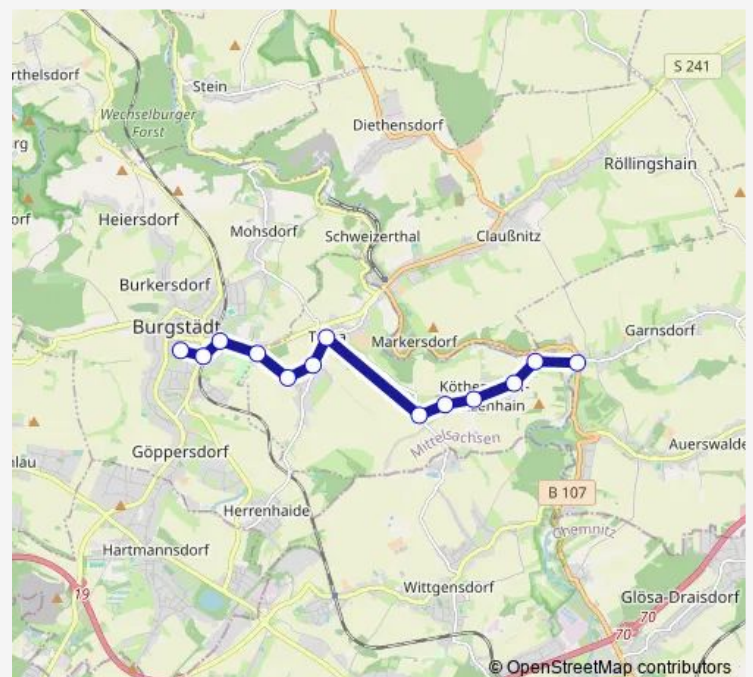 S 241
rthelsdorf
Stein
Wechselburger
Forst
Diethensdorf
rg
Röllingshain
orf
Heiersdorf
Mohsdorf
Schweizerthal
Claußnitz
Burkersdorf
Burgstädt
Markersdorf
Garnsdorf
Mittelsachsen
Auerswalde
Göppersdorf
nlau
B 107
Herrenhaide
Chemnitz
Hartmannsdorf
19
Wittgensdorf
Glösa-Draisdorf
70
70
© OpenStreetMap contributors